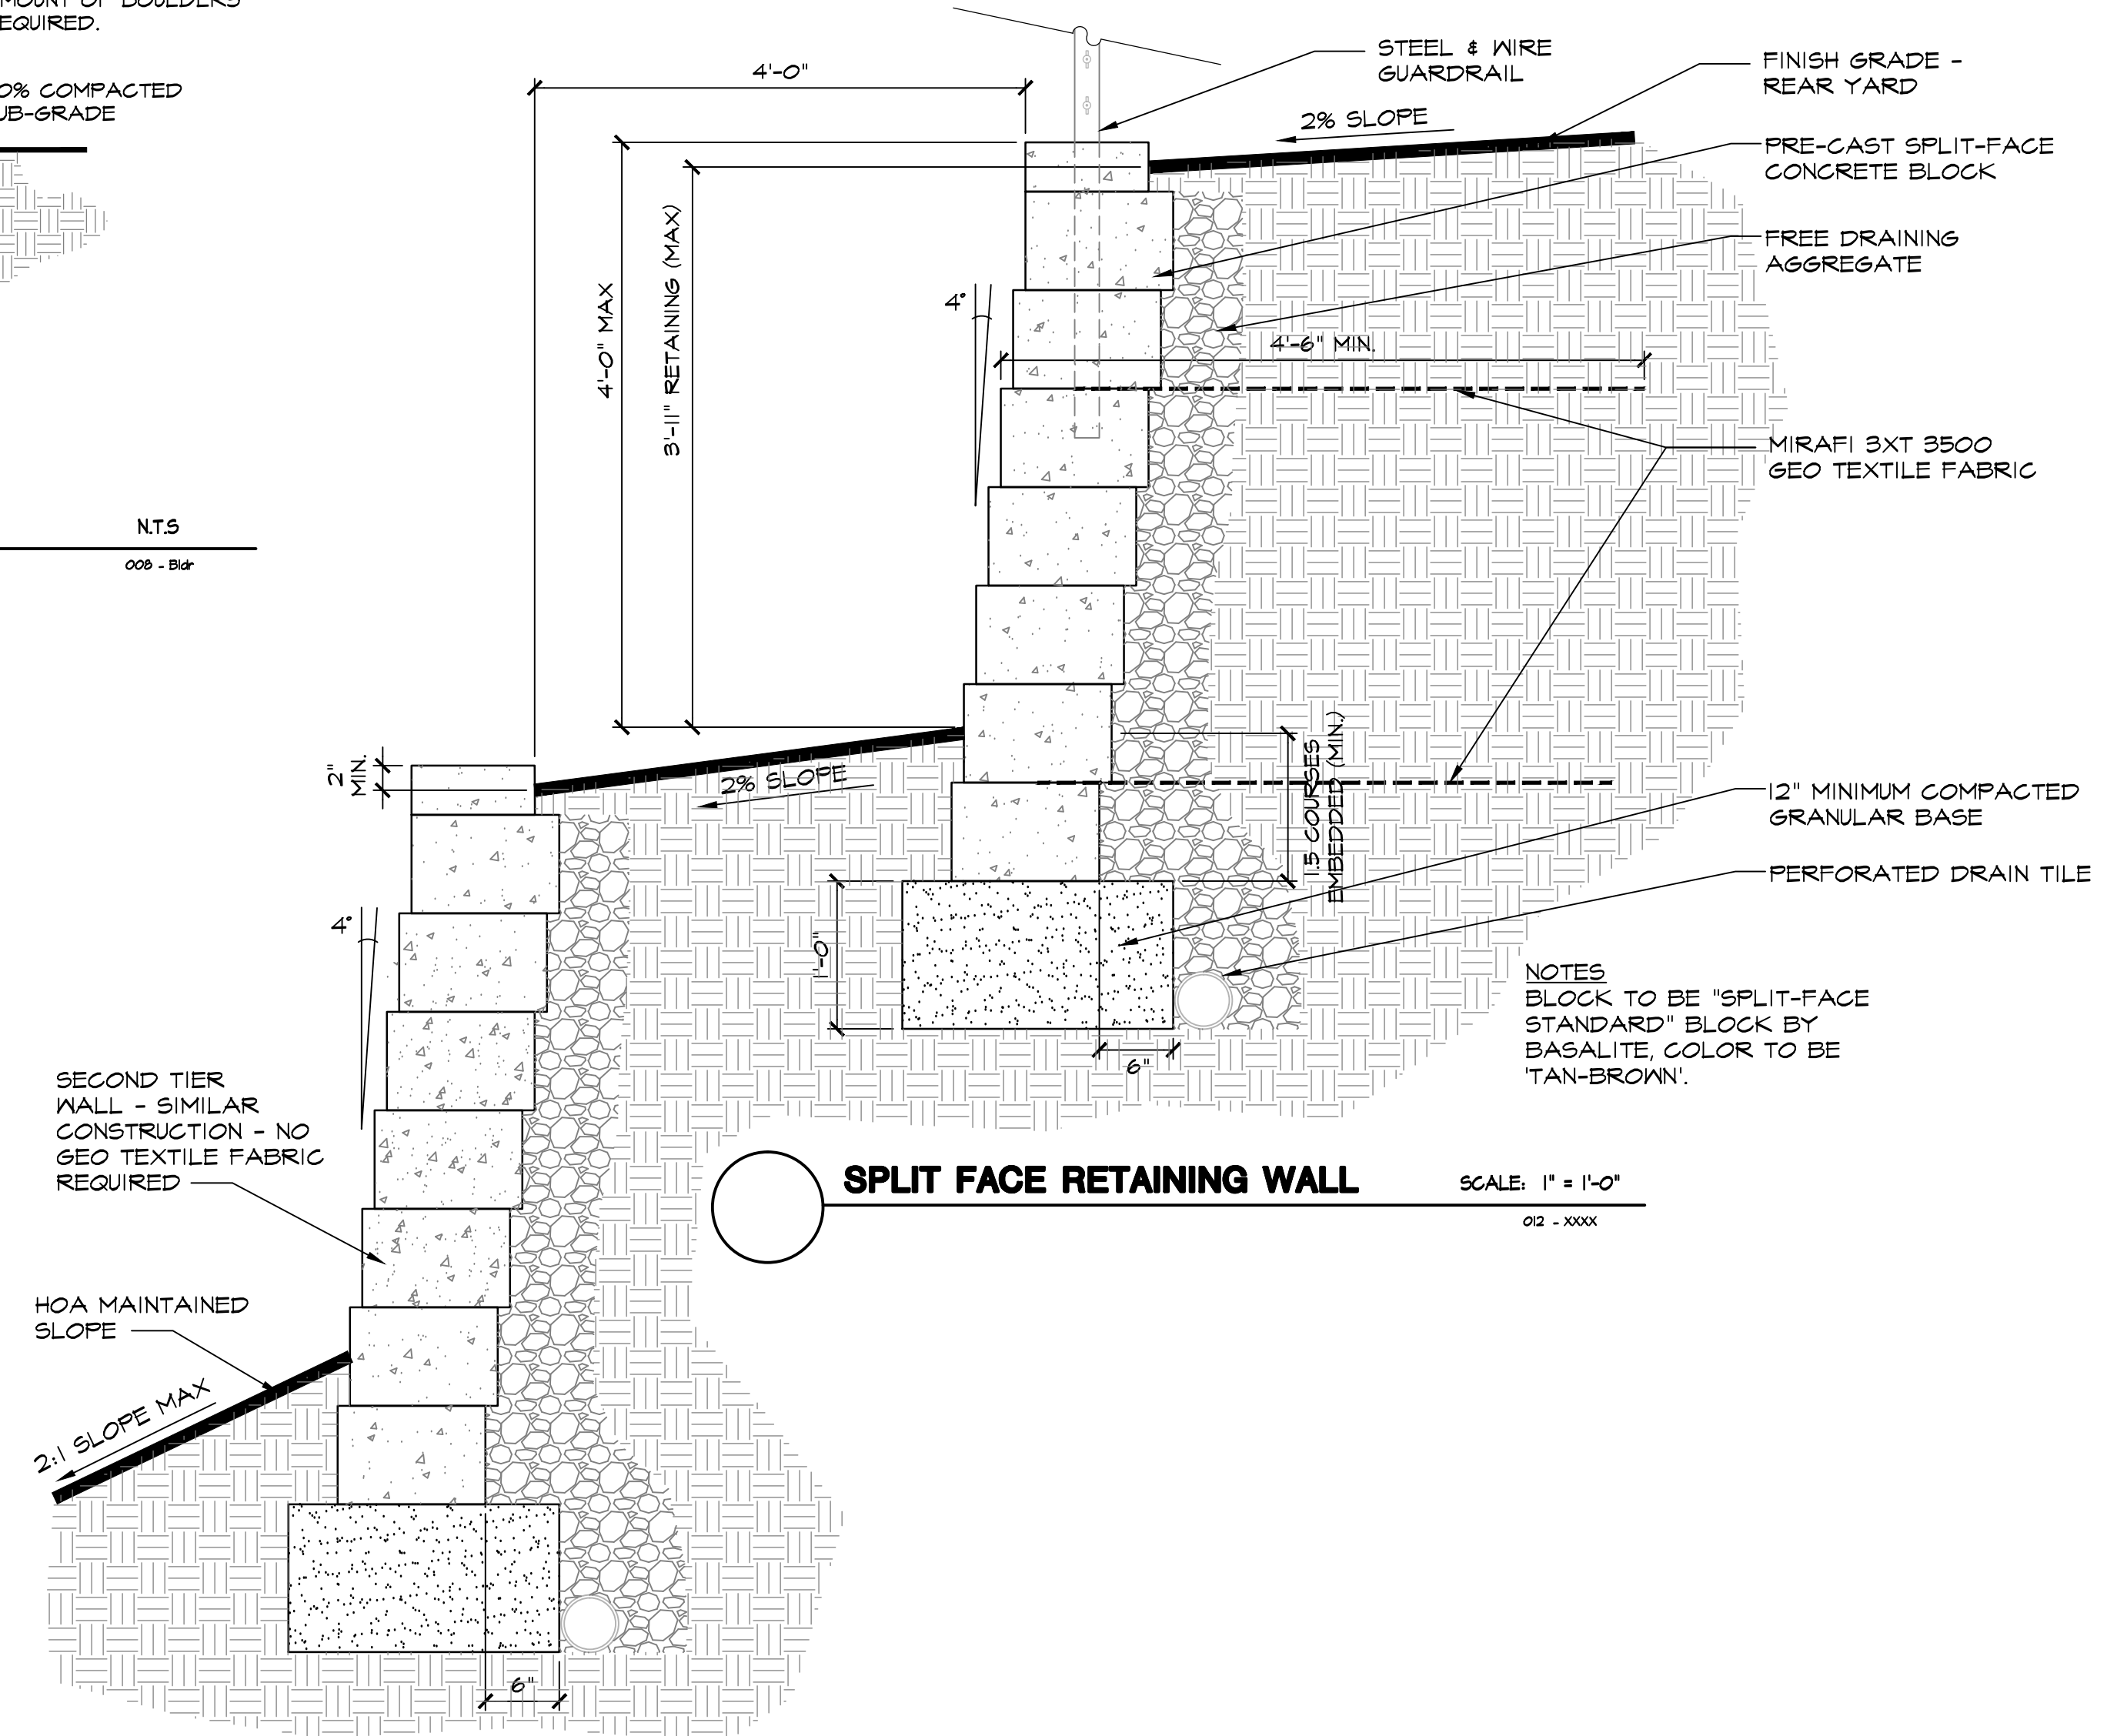 EQUIRED.
0% COMPACTED
UB-GRADE
N.T.S
008 - Bldr
4'-0"
STEEL & WIRE
GUARDRAIL
2% SLOPE
FINISH GRADE -
REAR YARD
PRE-CAST SPLIT-FACE
CONCRETE BLOCK
FREE DRAINING
AGGREGATE
4'-0" MAX
3'-11" RETAINING (MAX)
4°
4'-6" MIN.
MIRAFI 3XT 3500
GEO TEXTILE FABRIC
2"
MIN.
2% SLOPE
1.5 COURSES
EMBEDDED (MIN.)
12" MINIMUM COMPACTED
GRANULAR BASE
PERFORATED DRAIN TILE
4°
1'-0"
6"
NOTES
BLOCK TO BE "SPLIT-FACE
STANDARD" BLOCK BY
BASALITE, COLOR TO BE
'TAN-BROWN'.
SECOND TIER
WALL - SIMILAR
CONSTRUCTION - NO
GEO TEXTILE FABRIC
REQUIRED
SPLIT FACE RETAINING WALL
SCALE: 1" = 1'-0"
012 - XXXX
HOA MAINTAINED
SLOPE
2:1 SLOPE MAX
6"